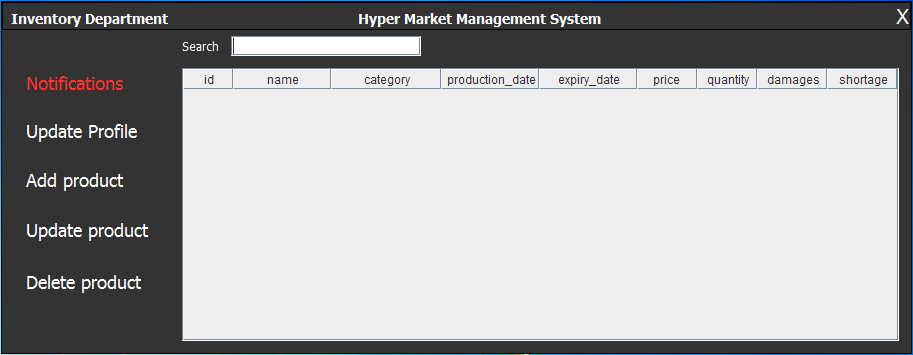 Inventory Department Hyper Market Management System X
Search
Notifications
Update Profile
Add product
Update product
Delete product
id name category production_date expiry_date price quantity damages shortage